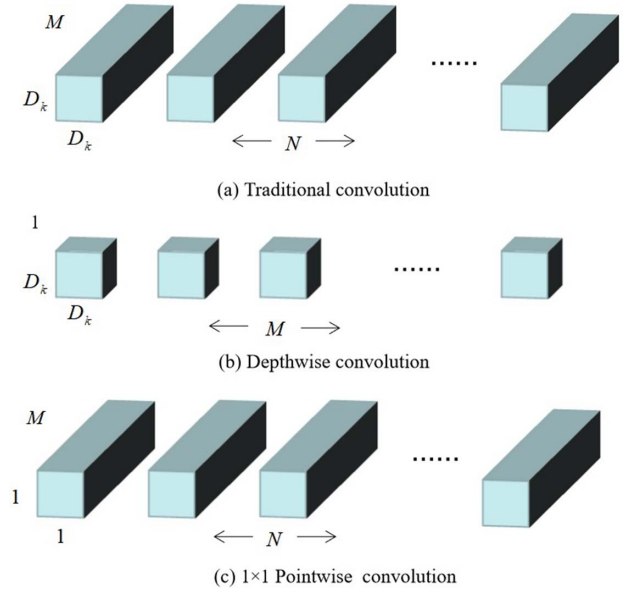 M
......
D_k
D_k
N
(a) Traditional convolution
1
D_k
......
D_k
M
(b) Depthwise convolution
M
......
1
1
N
(c) 1×1 Pointwise convolution